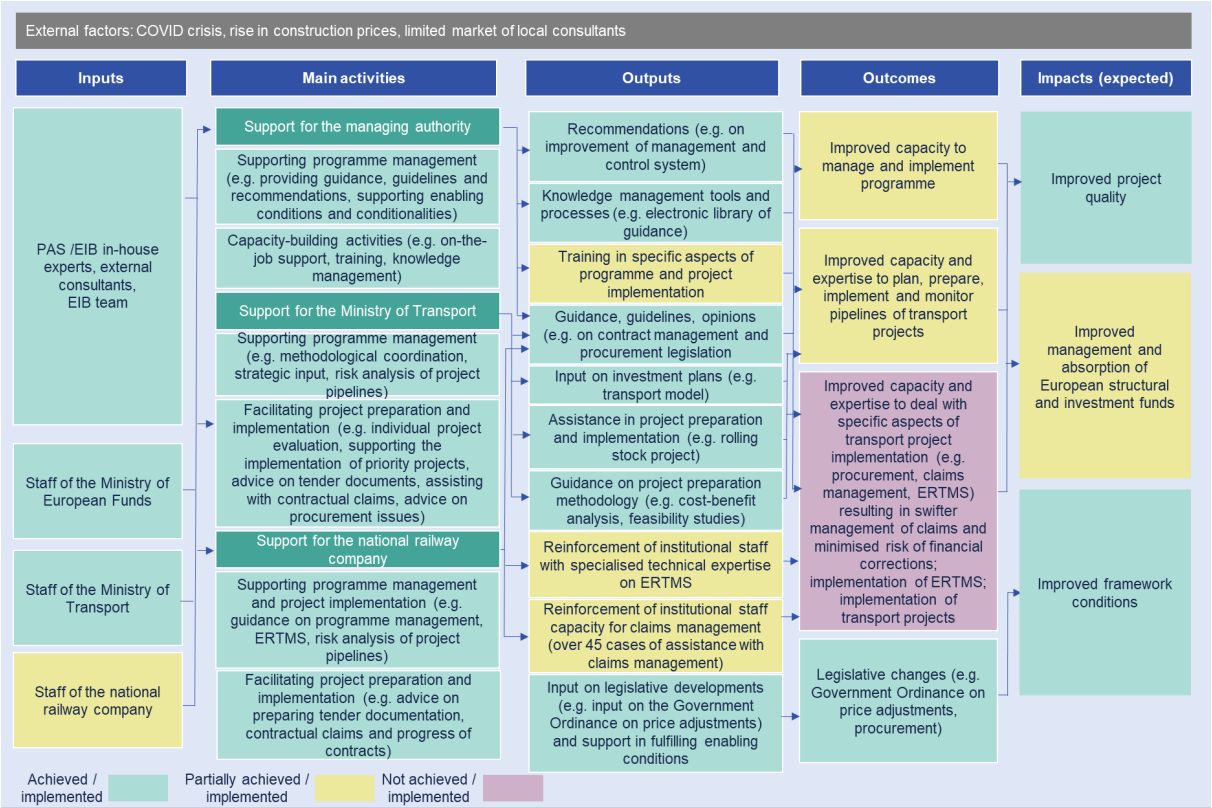 External factors: COVID crisis, rise in construction prices, limited market of local consultants
Inputs
Main activities
Outputs
Outcomes
Impacts (expected)
PAS /EIB in-house
experts, external
consultants,
EIB team
Staff of the Ministry of
European Funds
Staff of the Ministry of
Transport
Staff of the national
railway company
Support for the managing authority
Supporting programme management
(e.g. providing guidance, guidelines and
recommendations, supporting enabling
conditions and conditionalities)
Capacity-building activities (e.g. on-the-
job support, training, knowledge
management)
Support for the Ministry of Transport
Supporting programme management
(e.g. methodological coordination,
strategic input, risk analysis of project
pipelines)
Facilitating project preparation and
implementation (e.g. individual project
evaluation, supporting the
implementation of priority projects,
advice on tender documents, assisting
with contractual claims, advice on
procurement issues)
Support for the national railway
company
Supporting programme management
and project implementation (e.g.
guidance on programme management,
ERTMS, risk analysis of project
pipelines)
Facilitating project preparation and
implementation (e.g. advice on
preparing tender documentation,
contractual claims and progress of
contracts)
Recommendations (e.g. on
improvement of management and
control system)
Knowledge management tools and
processes (e.g. electronic library of
guidance)
Training in specific aspects of
programme and project
implementation
Guidance, guidelines, opinions
(e.g. on contract management and
procurement legislation
Input on investment plans (e.g.
transport model)
Assistance in project preparation
and implementation (e.g. rolling
stock project)
Guidance on project preparation
methodology (e.g. cost-benefit
analysis, feasibility studies)
Reinforcement of institutional staff
with specialised technical expertise
on ERTMS
Reinforcement of institutional staff
capacity for claims management
(over 45 cases of assistance with
claims management)
Input on legislative developments
(e.g. input on the Government
Ordinance on price adjustments)
and support in fulfilling enabling
conditions
Improved capacity to
manage and implement
programme
Improved capacity and
expertise to plan, prepare,
implement and monitor
pipelines of transport
projects
Improved capacity and
expertise to deal with
specific aspects of
transport project
implementation (e.g.
procurement, claims
management, ERTMS)
resulting in swifter
management of claims and
minimised risk of financial
corrections;
implementation of ERTMS;
implementation of
transport projects
Legislative changes (e.g.
Government Ordinance on
price adjustments,
procurement)
Improved project
quality
Improved
management and
absorption of
European structural
and investment funds
Improved framework
conditions
Achieved /
implemented
Partially achieved /
implemented
Not achieved /
implemented